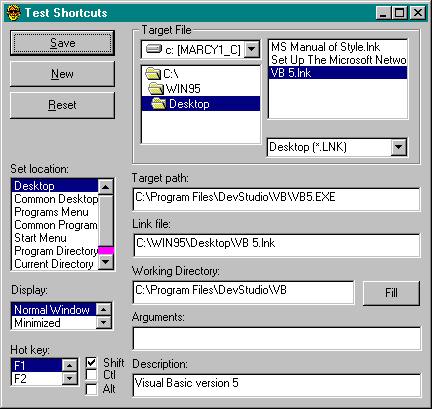 Test Shortcuts
Save
New
Reset
Target File
c: [MARCY1_C]
C:\
WIN95
Desktop
MS Manual of Style.lnk
Set Up The Microsoft Netwo
VB 5.lnk
Desktop (*.LNK)
Set location:
Desktop
Common Desktop
Programs Menu
Common Program
Start Menu
Program Directory
Current Directory
Target path:
C:\Program Files\DevStudio\VB\VB5.EXE
Link file:
C:\WIN95\Desktop\VB 5.lnk
Working Directory:
C:\Program Files\DevStudio\VB
Fill
Display:
Normal Window
Minimized
Arguments:
Hot key:
F1
F2
Shift
Ctl
Alt
Description:
Visual Basic version 5